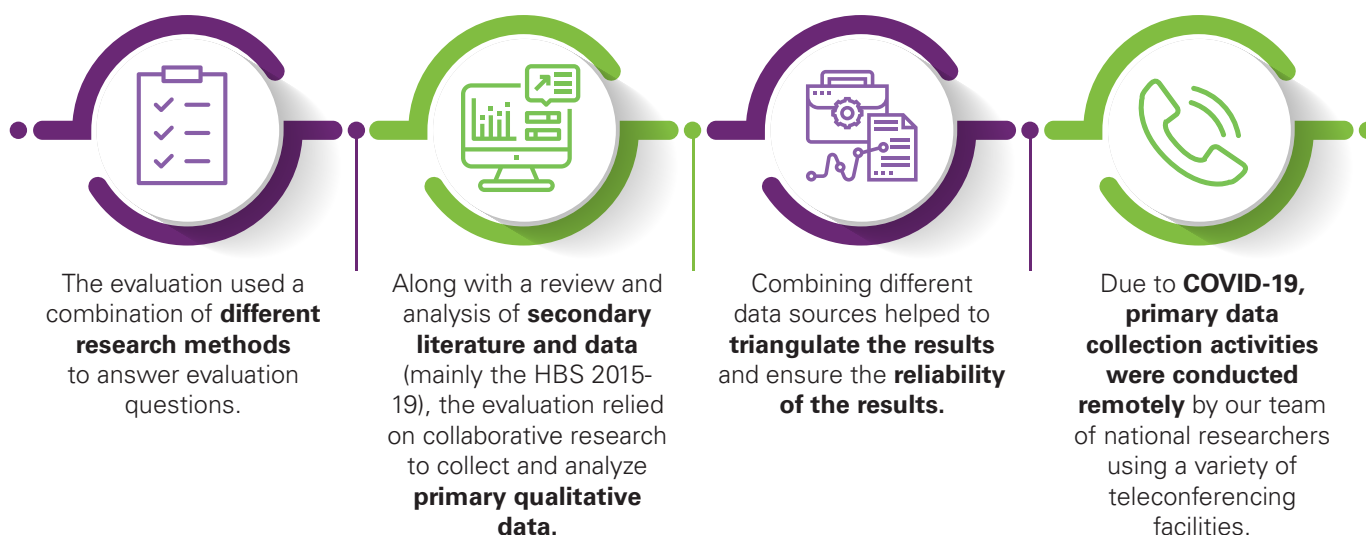 The evaluation used a
combination of different
research methods
to answer evaluation
questions.
Along with a review and
analysis of secondary
literature and data
(mainly the HBS 2015-
19), the evaluation relied
on collaborative research
to collect and analyze
primary qualitative
data.
Combining different
data sources helped to
triangulate the results
and ensure the reliability
of the results.
Due to COVID-19,
primary data
collection activities
were conducted
remotely by our team
of national researchers
using a variety of
teleconferencing
facilities.